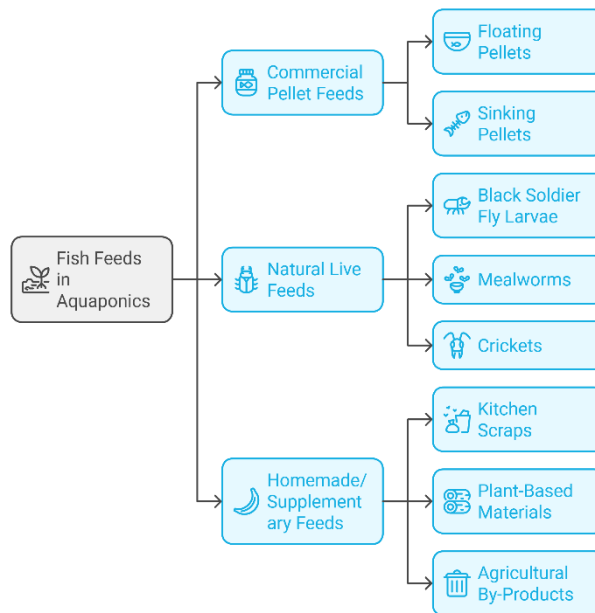 Floating
Pellets
Commercial
Pellet Feeds
Sinking
Pellets
Black Soldier
Fly Larvae
Fish Feeds
in
Aquaponics
Natural Live
Feeds
Mealworms
Crickets
Kitchen
Scraps
Homemade/
Supplement
ary Feeds
Plant-Based
Materials
Agricultural
By-Products